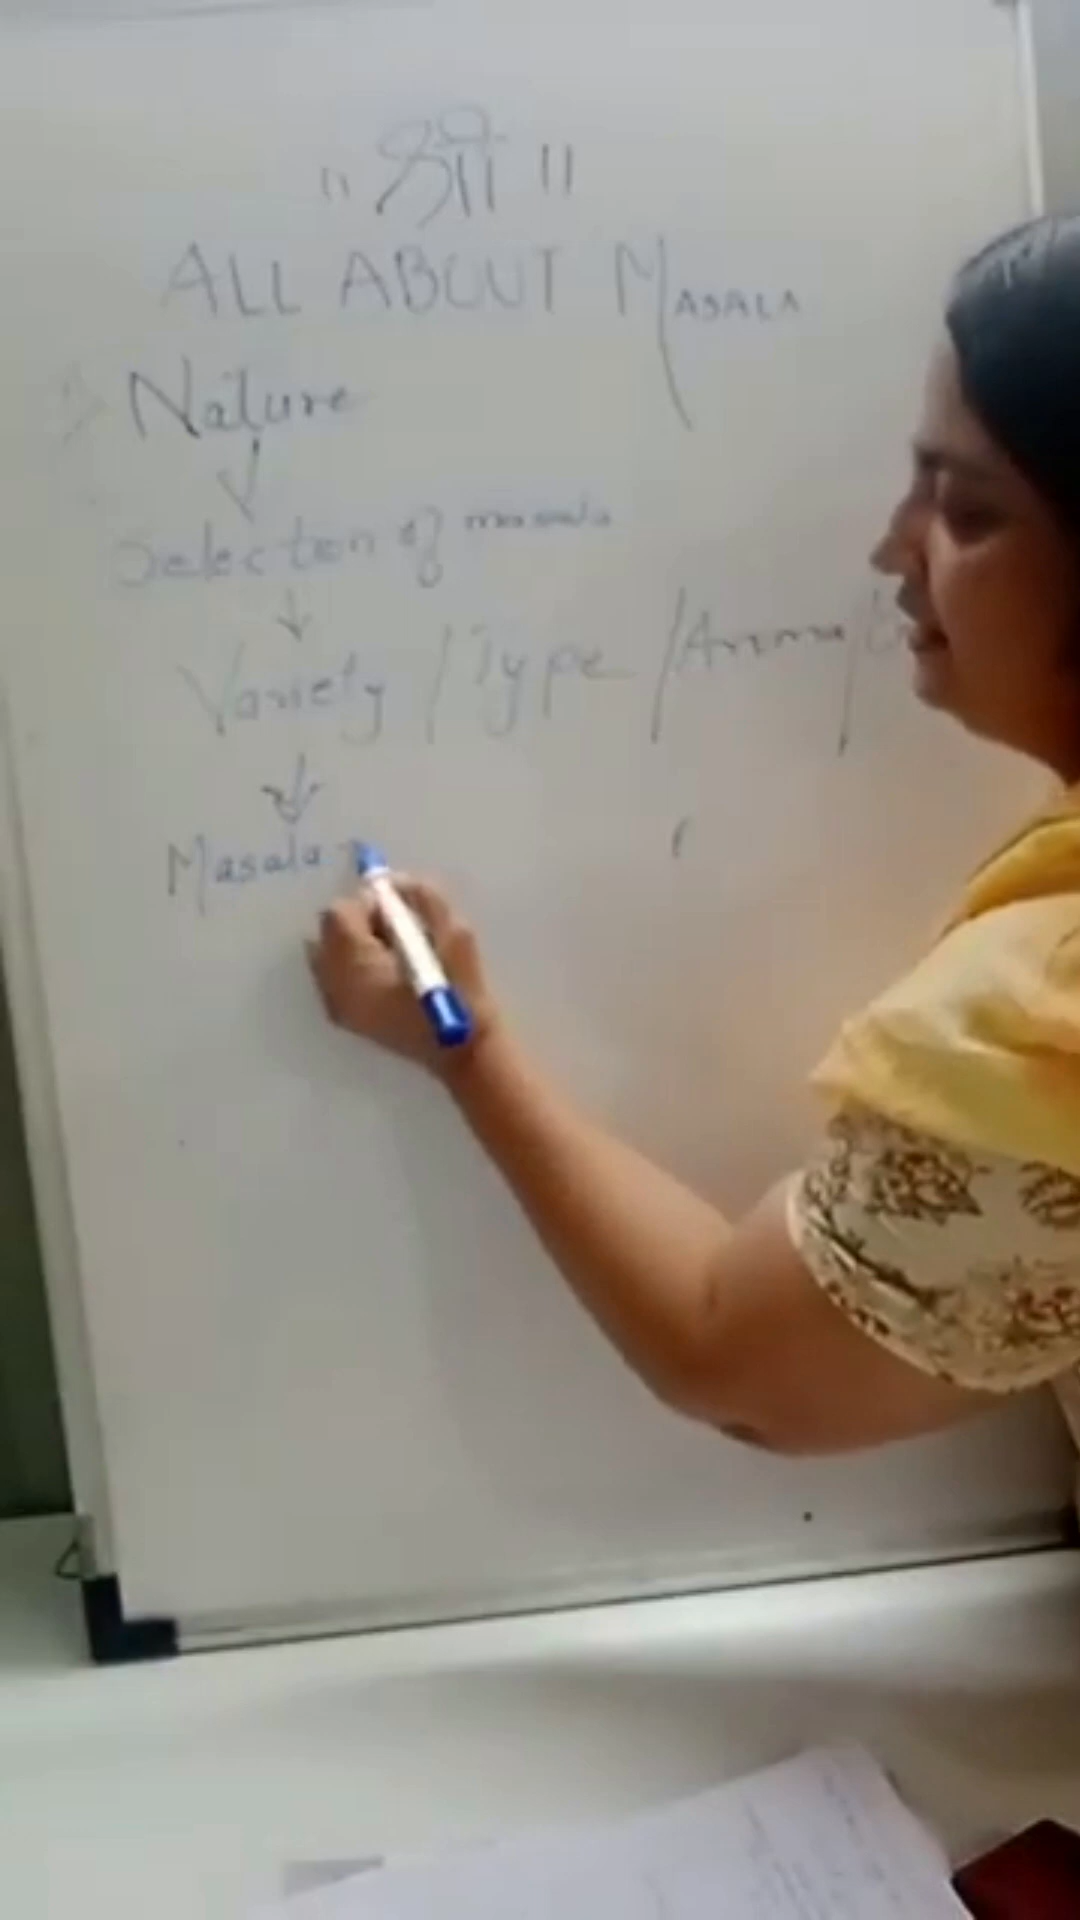 " श्री "
ALL ABOUT MASALA
Nature
Selection of masala
Variety / Type / Aroma /
Masala